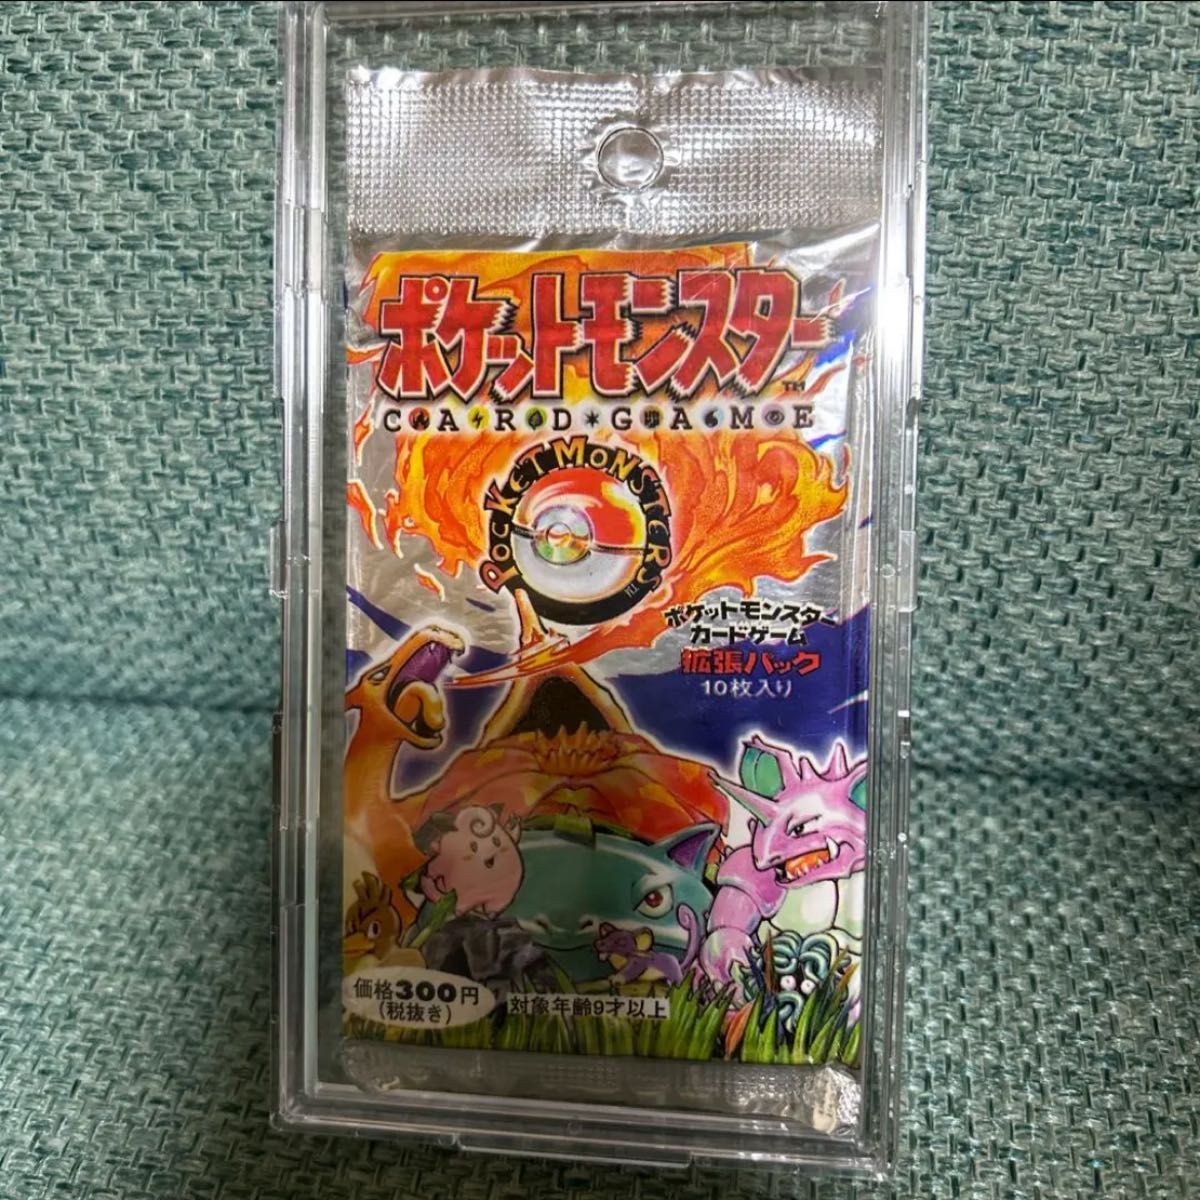 ポケットモンスター
TM
CARD GAME
POCKET MONSTERS
TM
ポケットモンスター
カードゲーム
拡張パック
10枚入り
価格300円
(税抜き)
対象年齢9才以上